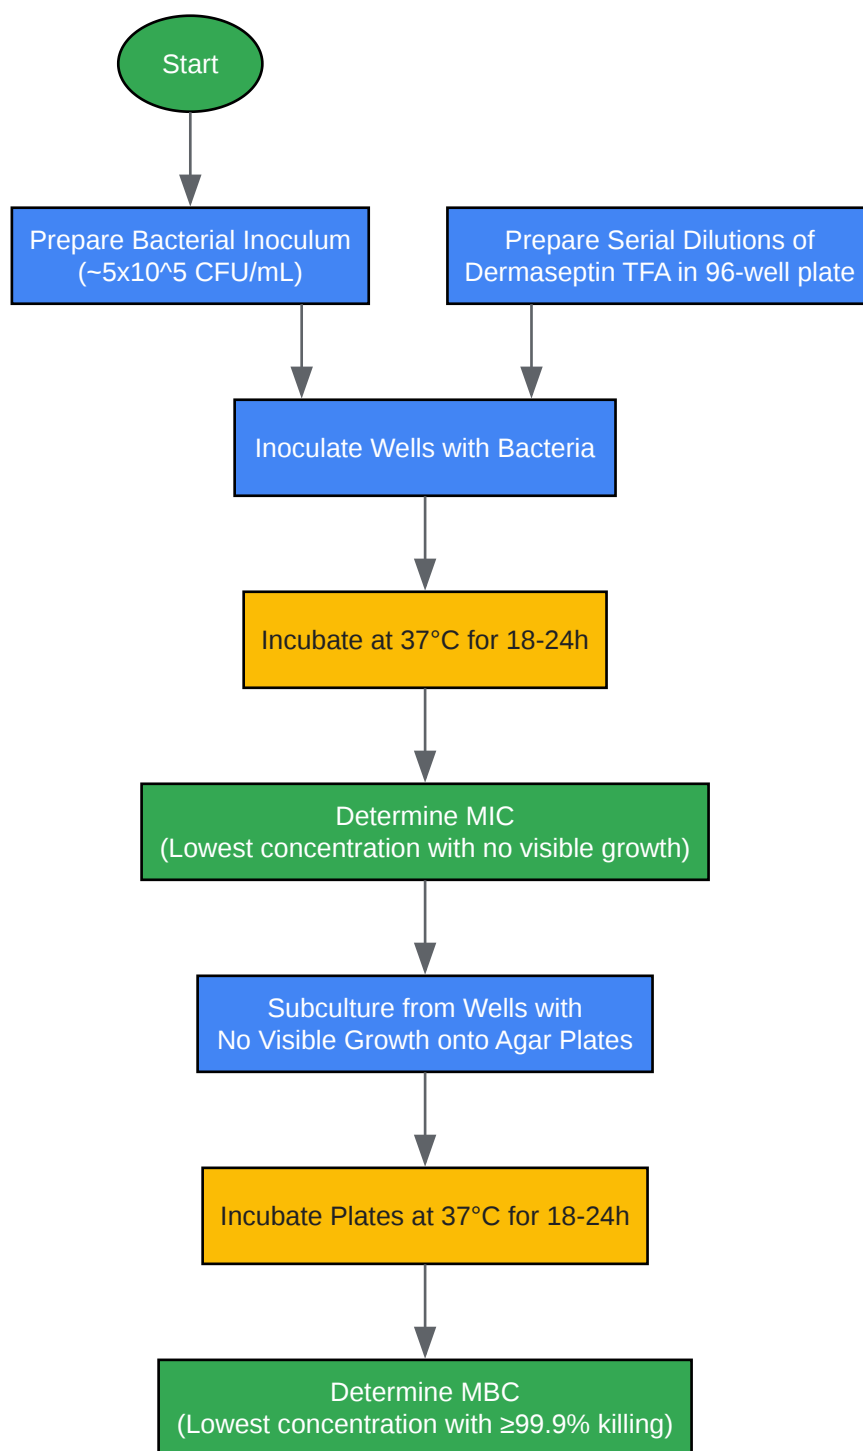 Start
Prepare Bacterial Inoculum
(~5x10^5 CFU/mL)
Prepare Serial Dilutions of
Dermaseptin TFA in 96-well plate
Inoculate Wells with Bacteria
Incubate at 37°C for 18-24h
Determine MIC
(Lowest concentration with no visible growth)
Subculture from Wells with
No Visible Growth onto Agar Plates
Incubate Plates at 37°C for 18-24h
Determine MBC
(Lowest concentration with ≥99.9% killing)